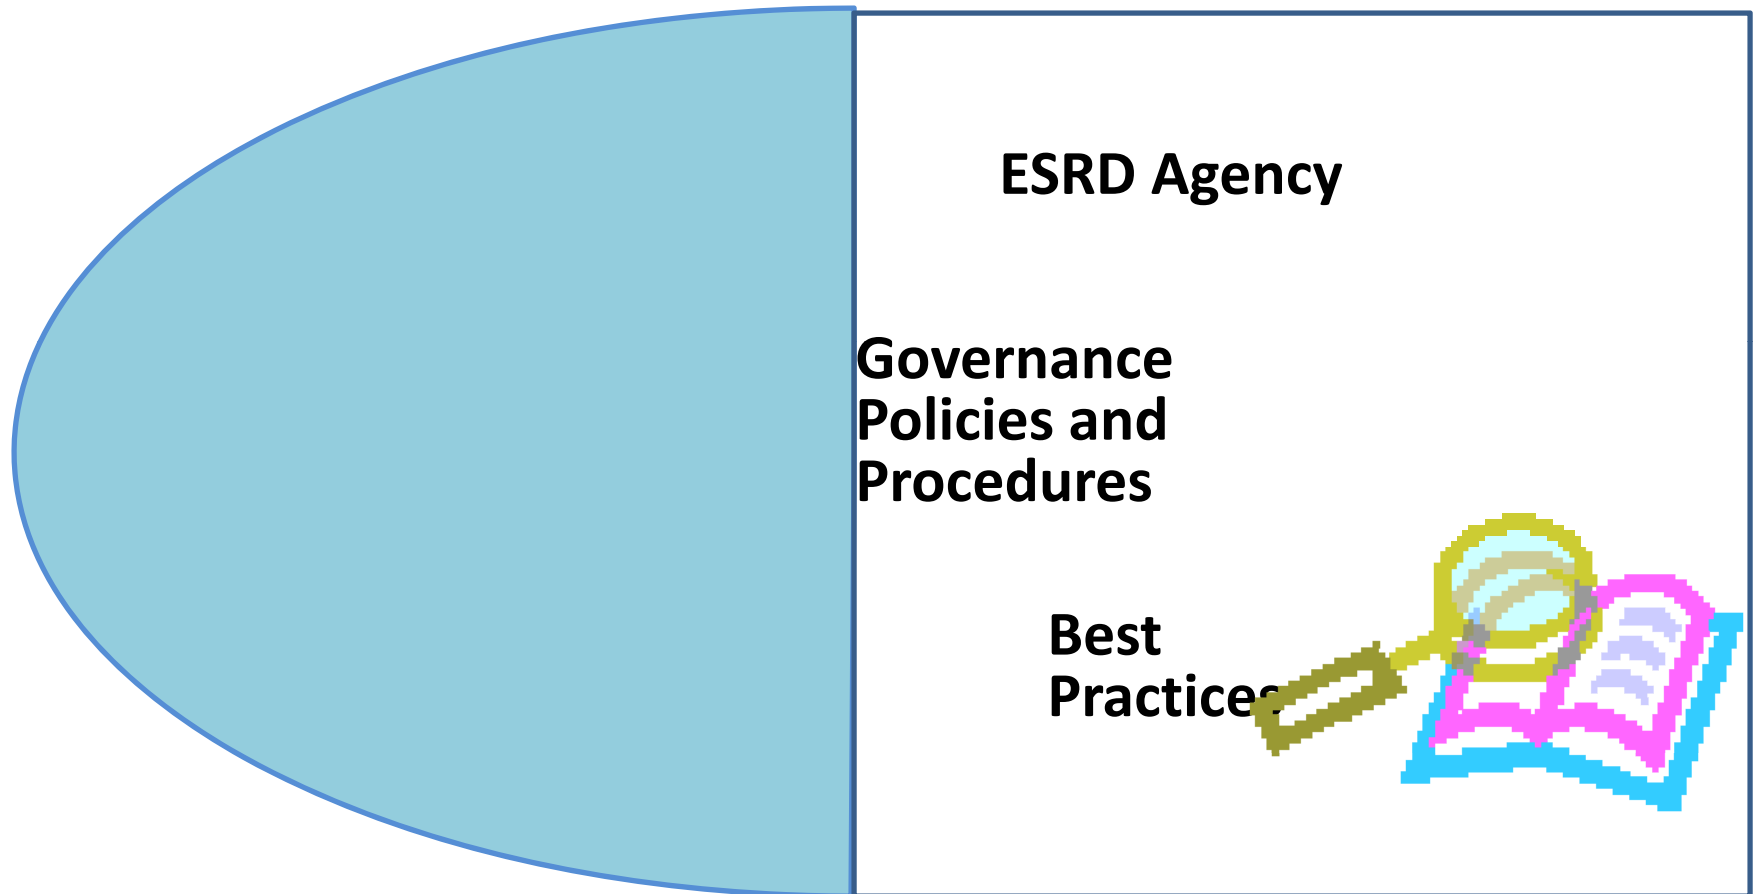 ESRD Agency
Governance
Policies and
Procedures
Best
Practices